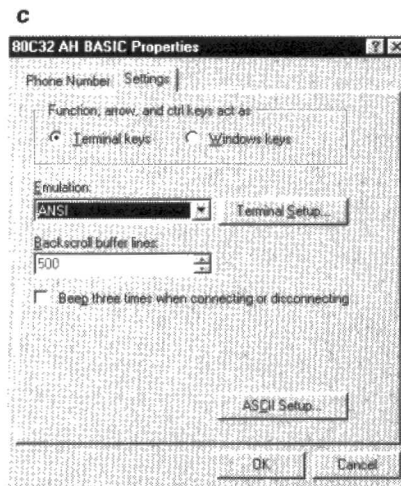 c
80C32 AH BASIC Properties
Phone Number Settings
Function, arrow, and ctrl keys act as
Terminal keys Windows keys
Emulation:
ANSI Terminal Setup...
Backscroll buffer lines:
500
Beep three times when connecting or disconnecting
ASCII Setup...
OK Cancel